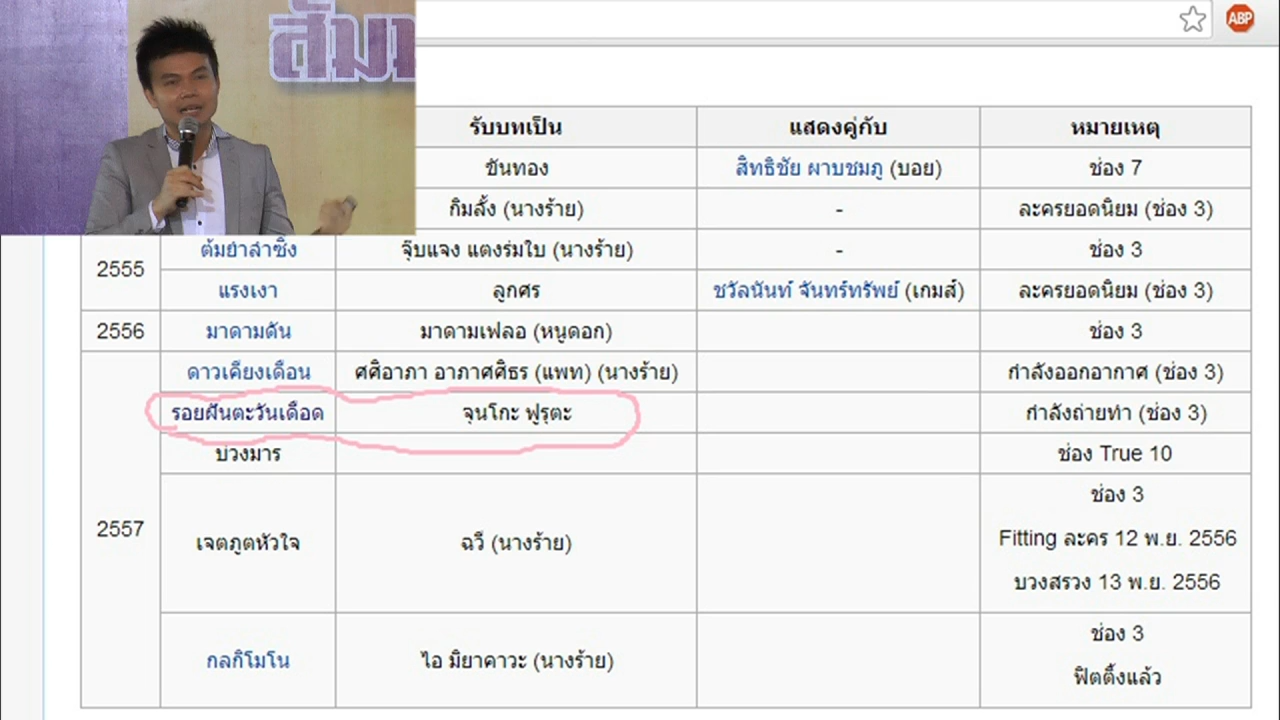 สัม
ABP
รับบทเป็น แสดงคู่กับ หมายเหตุ
ขันทอง สิทธิชัย ผาบชมภู (บอย) ช่อง 7
กิมลั้ง (นางร้าย) - ละครยอดนิยม (ช่อง 3)
2555 ต้มยำลำซิ่ง จุ๊บแจง แตงร่มใบ (นางร้าย) - ช่อง 3
แรงเงา ลูกศร ชวัลนันท์ จันทร์ทรัพย์ (เกมส์) ละครยอดนิยม (ช่อง 3)
2556 มาดามดัน มาดามเฟลอ (หนูดอก) ช่อง 3
2557 ดาวเคียงเดือน ศศิอาภา อาภาศศิธร (แพท) (นางร้าย) กำลังออกอากาศ (ช่อง 3)
รอยฝันตะวันเดือด จุนโกะ ฟูรุตะ กำลังถ่ายทำ (ช่อง 3)
บ่วงมาร ช่อง True 10
เจตภูตหัวใจ ฉวี (นางร้าย) ช่อง 3
Fitting ละคร 12 พ.ย. 2556
บวงสรวง 13 พ.ย. 2556
กลกิโมโน ไอ มิยาคาวะ (นางร้าย) ช่อง 3
ฟิตติ้งแล้ว